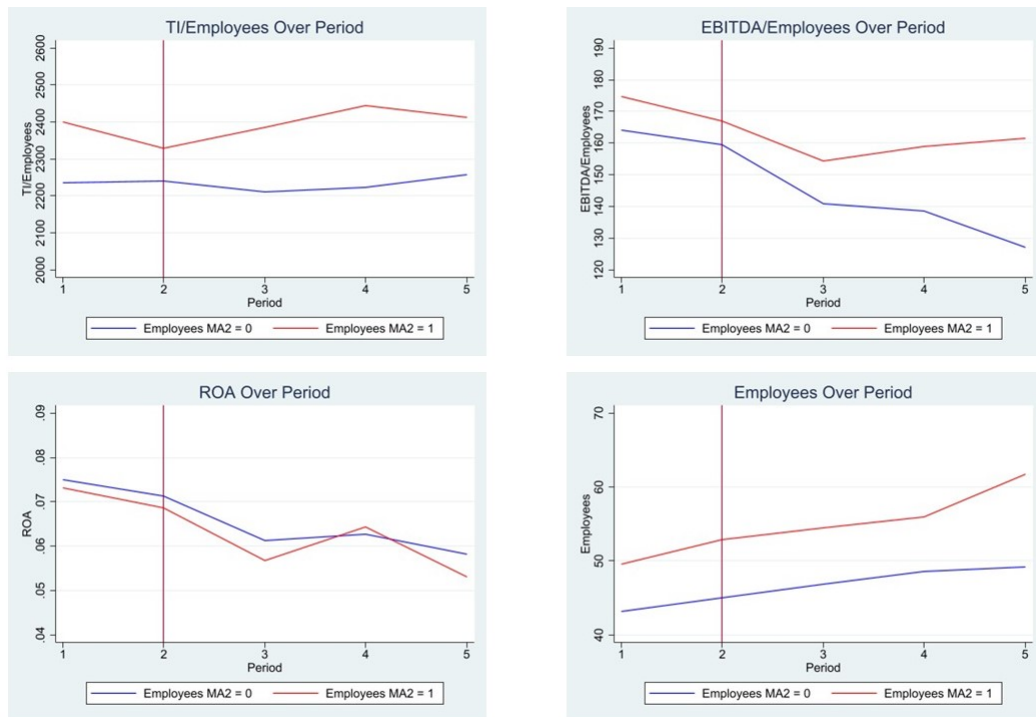 TI/Employees Over Period
TI/Employees
2600
2500
2400
2300
2200
2100
2000
1 2 3 4 5
Period
Employees MA2 = 0 Employees MA2 = 1
EBITDA/Employees Over Period
EBITDA/Employees
190
180
170
160
150
140
130
120
1 2 3 4 5
Period
Employees MA2 = 0 Employees MA2 = 1
ROA Over Period
ROA
.09
.08
.07
.06
.05
.04
1 2 3 4 5
Period
Employees MA2 = 0 Employees MA2 = 1
Employees Over Period
Employees
70
60
50
40
1 2 3 4 5
Period
Employees MA2 = 0 Employees MA2 = 1